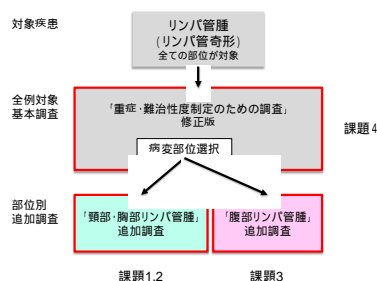 対象疾患
リンパ管腫
(リンパ管奇形)
全ての部位が対象
全例対象
基本調査
「重症・難治性度制定のための調査」
修正版
課題4
病変部位選択
部位別
追加調査
「頸部・胸部リンパ管腫」
追加調査
「腹部リンパ管腫」
追加調査
課題1,2
課題3